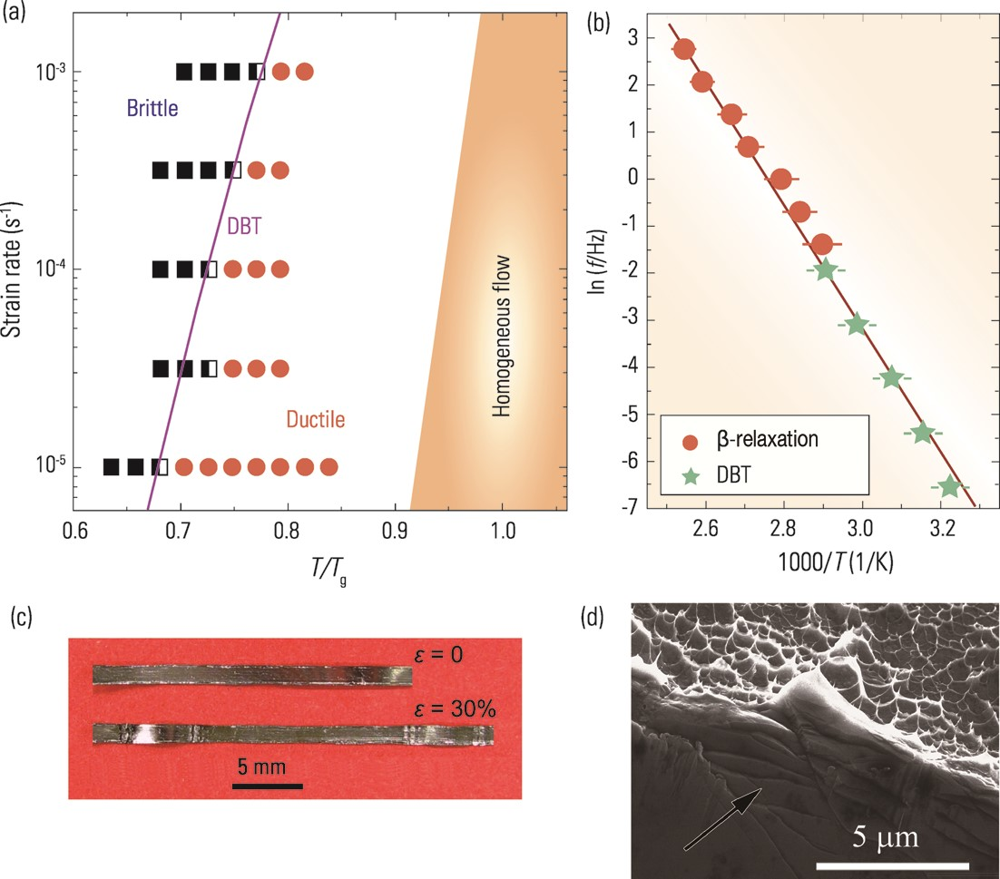 (a)
Strain rate (s⁻¹)
10⁻³
10⁻⁴
10⁻⁵
Brittle
DBT
Ductile
Homogeneous flow
0.6 0.7 0.8 0.9 1.0
T/Tg
(b)
ln (f/Hz)
3
2
1
0
-1
-2
-3
-4
-5
-6
-7
β-relaxation
DBT
2.6 2.8 3.0 3.2
1000/T (1/K)
(c)
ε = 0
ε = 30%
5 mm
(d)
5 μm